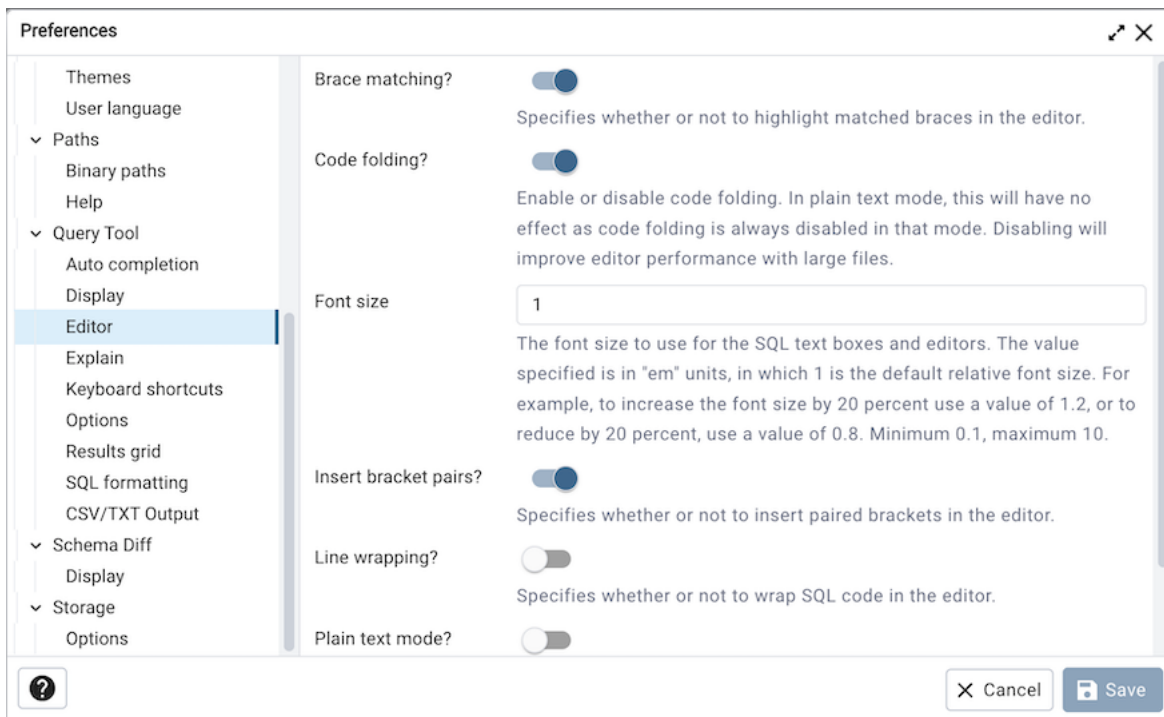 Preferences
Themes
User language
Paths
Binary paths
Help
Query Tool
Auto completion
Display
Editor
Explain
Keyboard shortcuts
Options
Results grid
SQL formatting
CSV/TXT Output
Schema Diff
Display
Storage
Options
Brace matching?
Specifies whether or not to highlight matched braces in the editor.
Code folding?
Enable or disable code folding. In plain text mode, this will have no
effect as code folding is always disabled in that mode. Disabling will
improve editor performance with large files.
Font size
1
The font size to use for the SQL text boxes and editors. The value
specified is in "em" units, in which 1 is the default relative font size. For
example, to increase the font size by 20 percent use a value of 1.2, or to
reduce by 20 percent, use a value of 0.8. Minimum 0.1, maximum 10.
Insert bracket pairs?
Specifies whether or not to insert paired brackets in the editor.
Line wrapping?
Specifies whether or not to wrap SQL code in the editor.
Plain text mode?
?
Cancel
Save